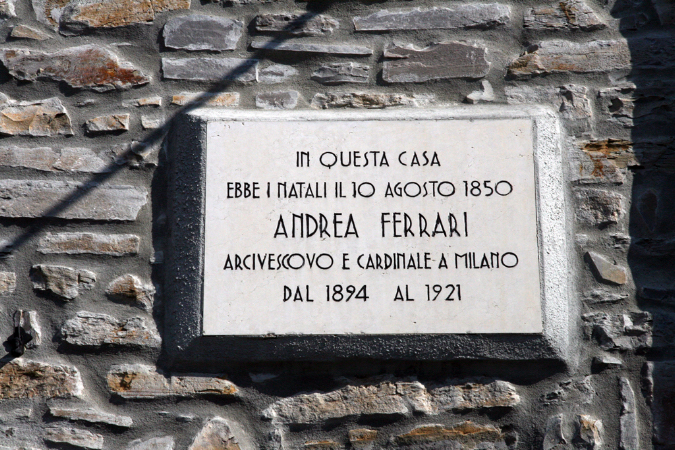 IN QUESTA CASA
EBBE I NATALI IL 10 AGOSTO 1850
ANDREA FERRARI
ARCIVESCOVO E CARDINALE A MILANO
DAL 1894 AL 1921